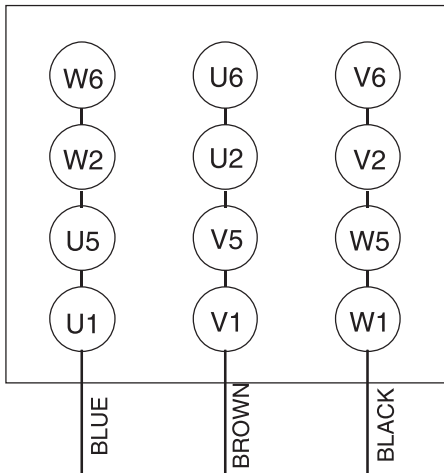 W6 U6 V6
W2 U2 V2
U5 V5 W5
U1 V1 W1
BLUE
BROWN
BLACK